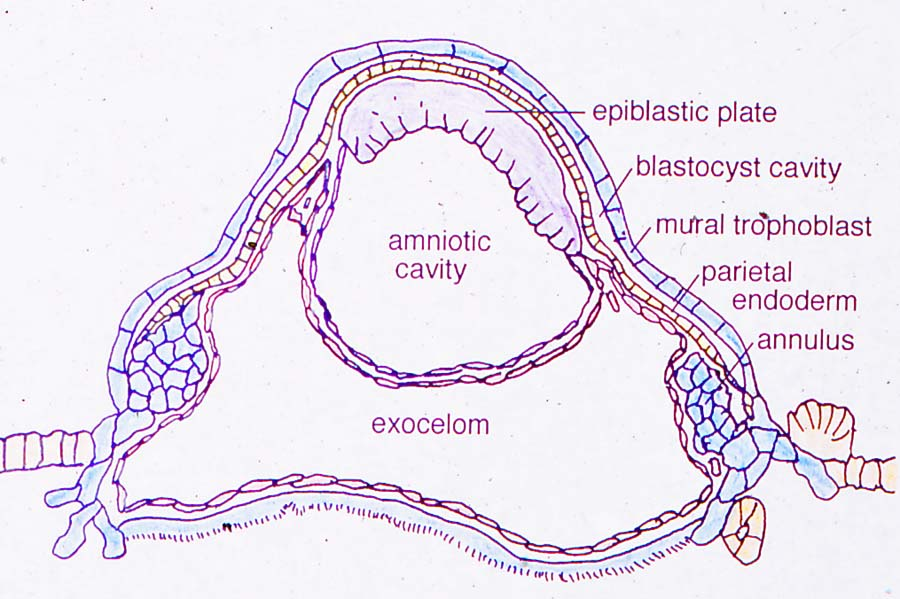 epiblastic plate
blastocyst cavity
mural trophoblast
amniotic
cavity
parietal
endoderm
annulus
exocelom